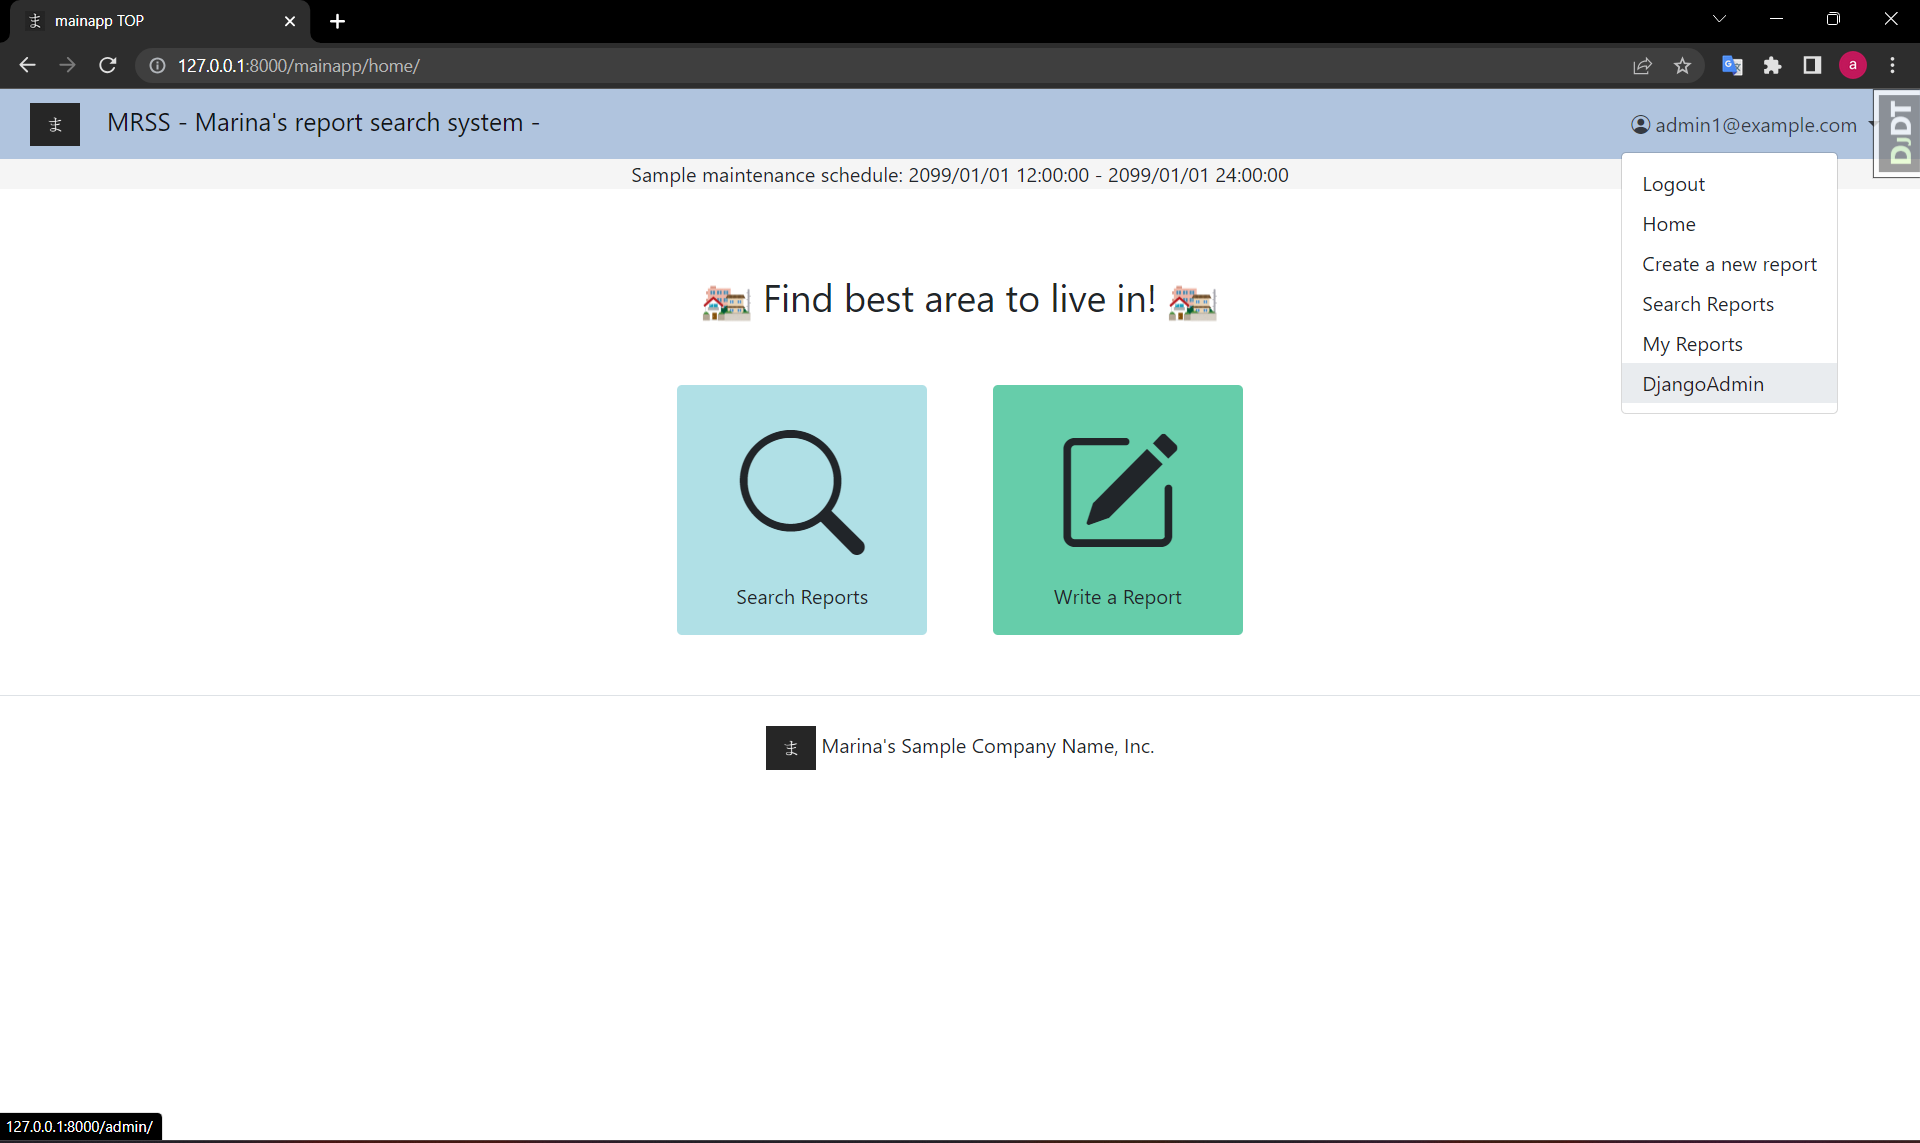 ま mainapp TOP
127.0.0.1:8000/mainapp/home/
a
ま MRSS - Marina's report search system -
admin1@example.com
DJDT
Sample maintenance schedule: 2099/01/01 12:00:00 - 2099/01/01 24:00:00
Logout
Home
Create a new report
Search Reports
My Reports
DjangoAdmin
Find best area to live in!
Search Reports
Write a Report
ま Marina's Sample Company Name, Inc.
127.0.0.1:8000/admin/